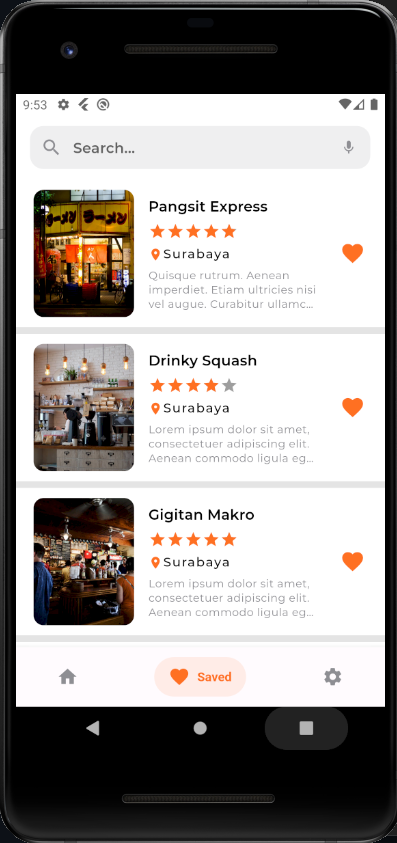 9:53
Search...
Pangsit Express
Surabaya
Quisque rutrum. Aenean
imperdiet. Etiam ultricies nisi
vel augue. Curabitur ullamc...
Drinky Squash
Surabaya
Lorem ipsum dolor sit amet,
consectetuer adipiscing elit.
Aenean commodo ligula eg...
Gigitan Makro
Surabaya
Lorem ipsum dolor sit amet,
consectetuer adipiscing elit.
Aenean commodo ligula eg...
Saved